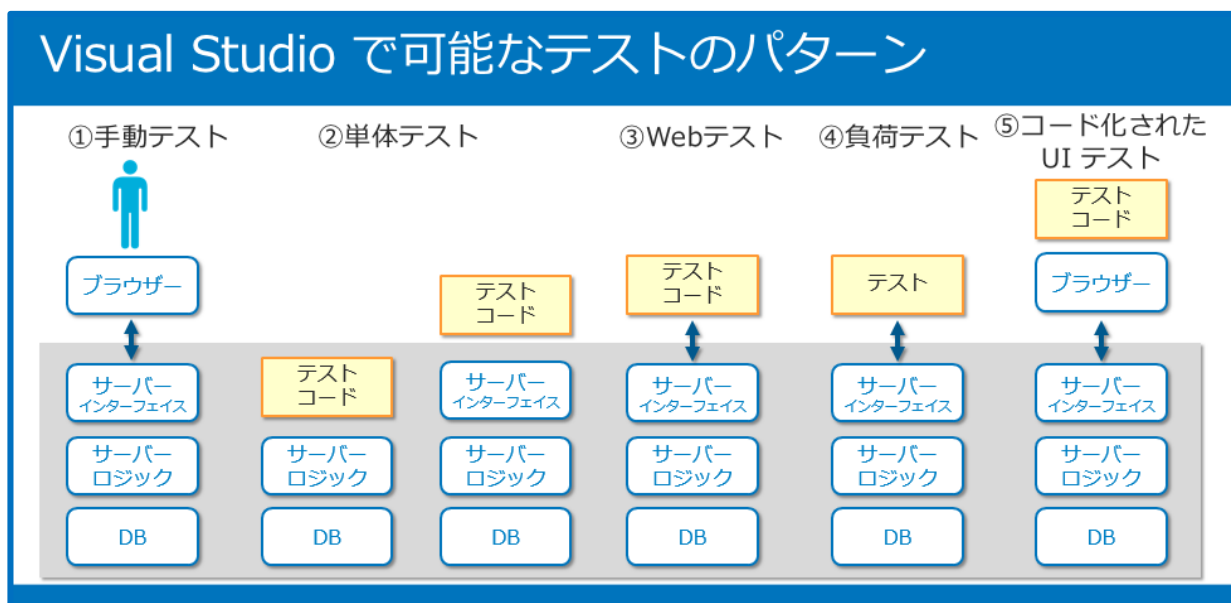 Visual Studio で可能なテストのパターン
①手動テスト
②単体テスト
③Webテスト
④負荷テスト
⑤コード化された
UI テスト
ブラウザー
サーバー
インターフェイス
サーバー
ロジック
DB
テスト
コード
サーバー
ロジック
DB
テスト
コード
サーバー
インターフェイス
サーバー
ロジック
DB
テスト
コード
サーバー
インターフェイス
サーバー
ロジック
DB
テスト
サーバー
インターフェイス
サーバー
ロジック
DB
テスト
コード
ブラウザー
サーバー
インターフェイス
サーバー
ロジック
DB